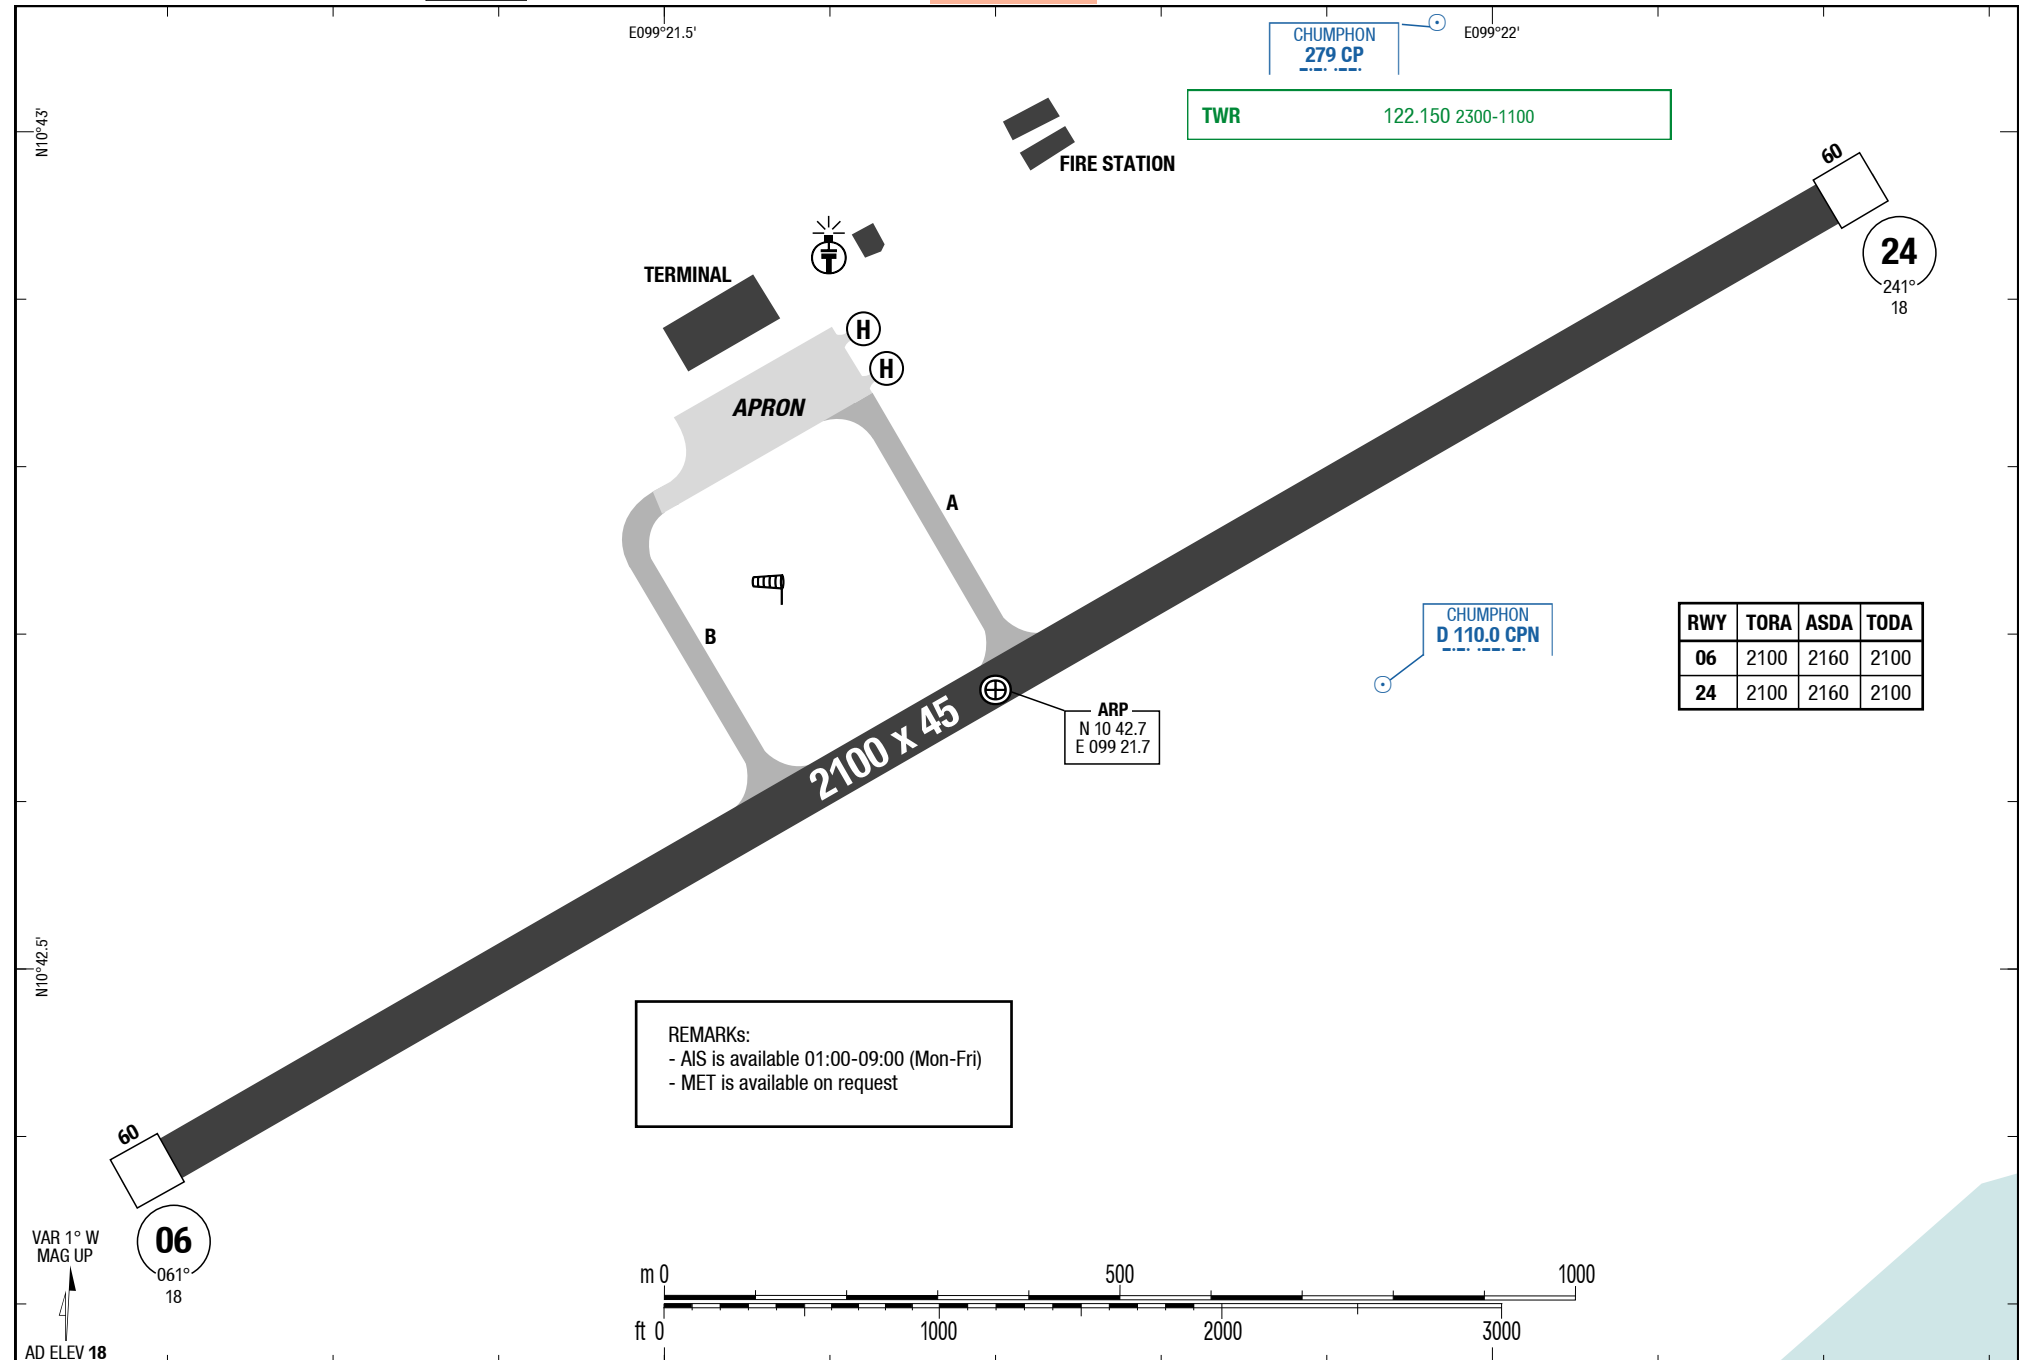 E099°21.5'
E099°22'
CHUMPHON
279 CP
N10°43'
TWR 122.150 2300-1100
60
FIRE STATION
24
241°
18
TERMINAL
H
H
APRON
A
B
CHUMPHON
D 110.0 CPN
RWY TORA ASDA TODA
06 2100 2160 2100
24 2100 2160 2100
ARP
N 10 42.7
E 099 21.7
2100 x 45
N10°42.5'
REMARKs:
- AIS is available 01:00-09:00 (Mon-Fri)
- MET is available on request
60
06
061°
18
VAR 1° W
MAG UP
AD ELEV 18
m 0 500 1000
ft 0 1000 2000 3000